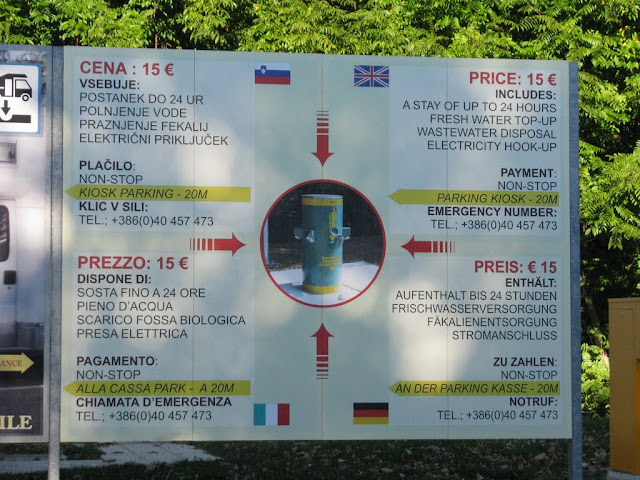 CENA : 15 €
VSEBUJE:
POSTANEK DO 24 UR
POLNJENJE VODE
PRAZNJENJE FEKALIJ
ELEKTRIČNI PRIKLJUČEK
PLAČILO:
NON-STOP
KIOSK PARKING - 20M
KLIC V SILI:
TEL.; +386(0)40 457 473
PRICE: 15 €
INCLUDES:
A STAY OF UP TO 24 HOURS
FRESH WATER TOP-UP
WASTEWATER DISPOSAL
ELECTRICITY HOOK-UP
PAYMENT:
NON-STOP
PARKING KIOSK - 20M
EMERGENCY NUMBER:
TEL.; +386(0)40 457 473
PREZZO: 15 €
DISPONE DI:
SOSTA FINO A 24 ORE
PIENO D'ACQUA
SCARICO FOSSA BIOLOGICA
PRESA ELETTRICA
PAGAMENTO:
NON-STOP
ALLA CASSA PARK - A 20M
CHIAMATA D'EMERGENZA
TEL.; +386(0)40 457 473
PREIS: € 15
ENTHÄLT:
AUFENTHALT BIS 24 STUNDEN
FRISCHWASSERVERSORGUNG
FÄKALIENENTSORGUNG
STROMANSCHLUSS
ZU ZAHLEN:
NON-STOP
AN DER PARKING KASSE - 20M
NOTRUF:
TEL.; +386(0)40 457 473
ANCE
ILE